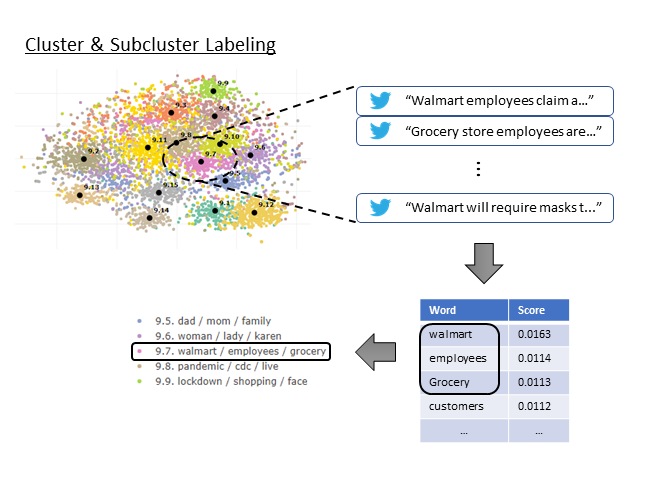 Cluster & Subcluster Labeling
9.9
9.3
9.4
9.8
9.10
9.11
9.2
9.7
9.6
9.5
9.13
9.15
9.14
9.1
9.12
“Walmart employees claim a...”
“Grocery store employees are...”
...
“Walmart will require masks t...”
Word Score
walmart 0.0163
employees 0.0114
Grocery 0.0113
customers 0.0112
... ...
9.5. dad / mom / family
9.6. woman / lady / karen
9.7. walmart / employees / grocery
9.8. pandemic / cdc / live
9.9. lockdown / shopping / face